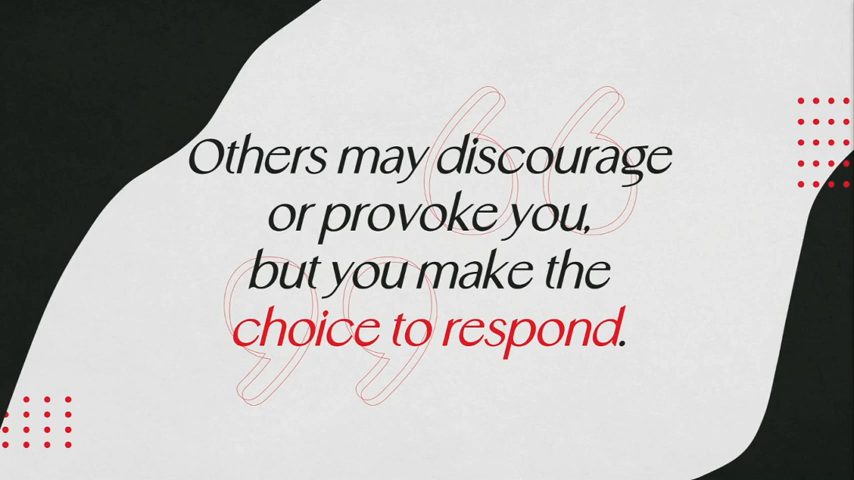 Others may discourage
or provoke you,
but you make the
choice to respond.